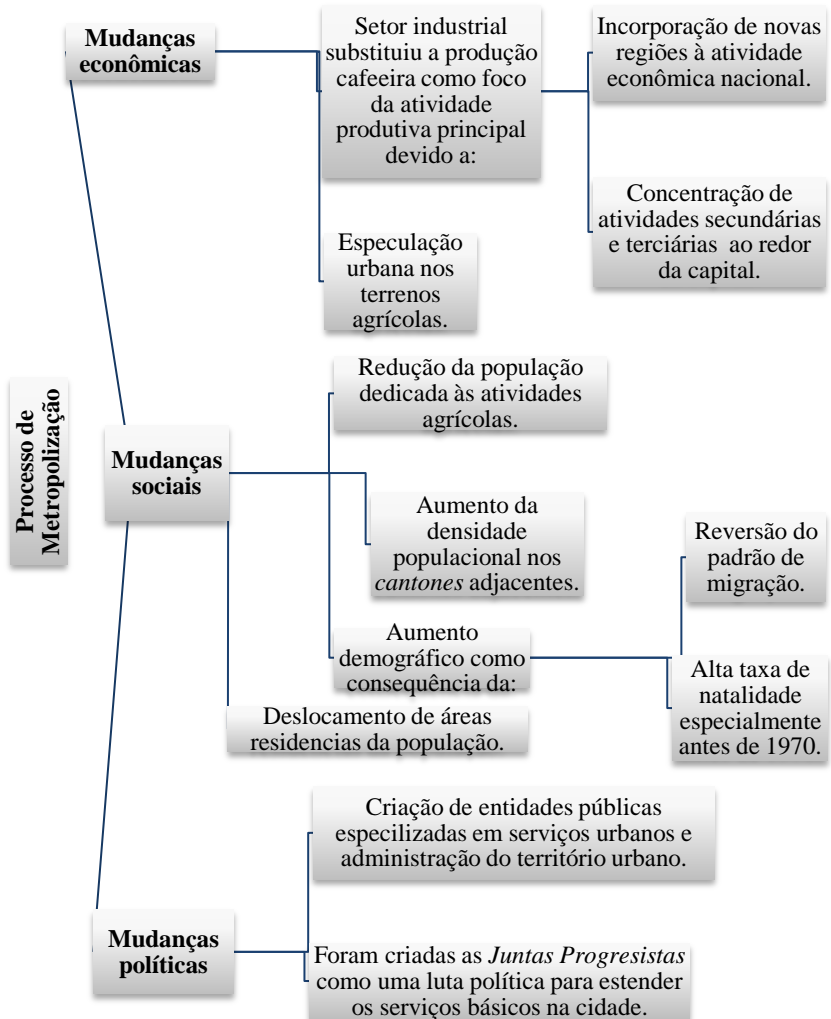 Processo de
Metropolização
Mudanças
econômicas
Setor industrial
substituiu a produção
cafeeira como foco
da atividade
produtiva principal
devido a:
Incorporação de novas
regiões à atividade
econômica nacional.
Concentração de
atividades secundárias
e terciárias ao redor
da capital.
Especulação
urbana nos
terrenos
agrícolas.
Mudanças
sociais
Redução da população
dedicada às atividades
agrícolas.
Aumento da
densidade
populacional nos
cantones adjacentes.
Aumento
demográfico como
consequência da:
Reversão do
padrão de
migração.
Alta taxa de
natalidade
especialmente
antes de 1970.
Deslocamento de áreas
residencias da população.
Mudanças
políticas
Criação de entidades públicas
especilizadas em serviços urbanos e
administração do território urbano.
Foram criadas as Juntas Progresistas
como uma luta política para estender
os serviços básicos na cidade.